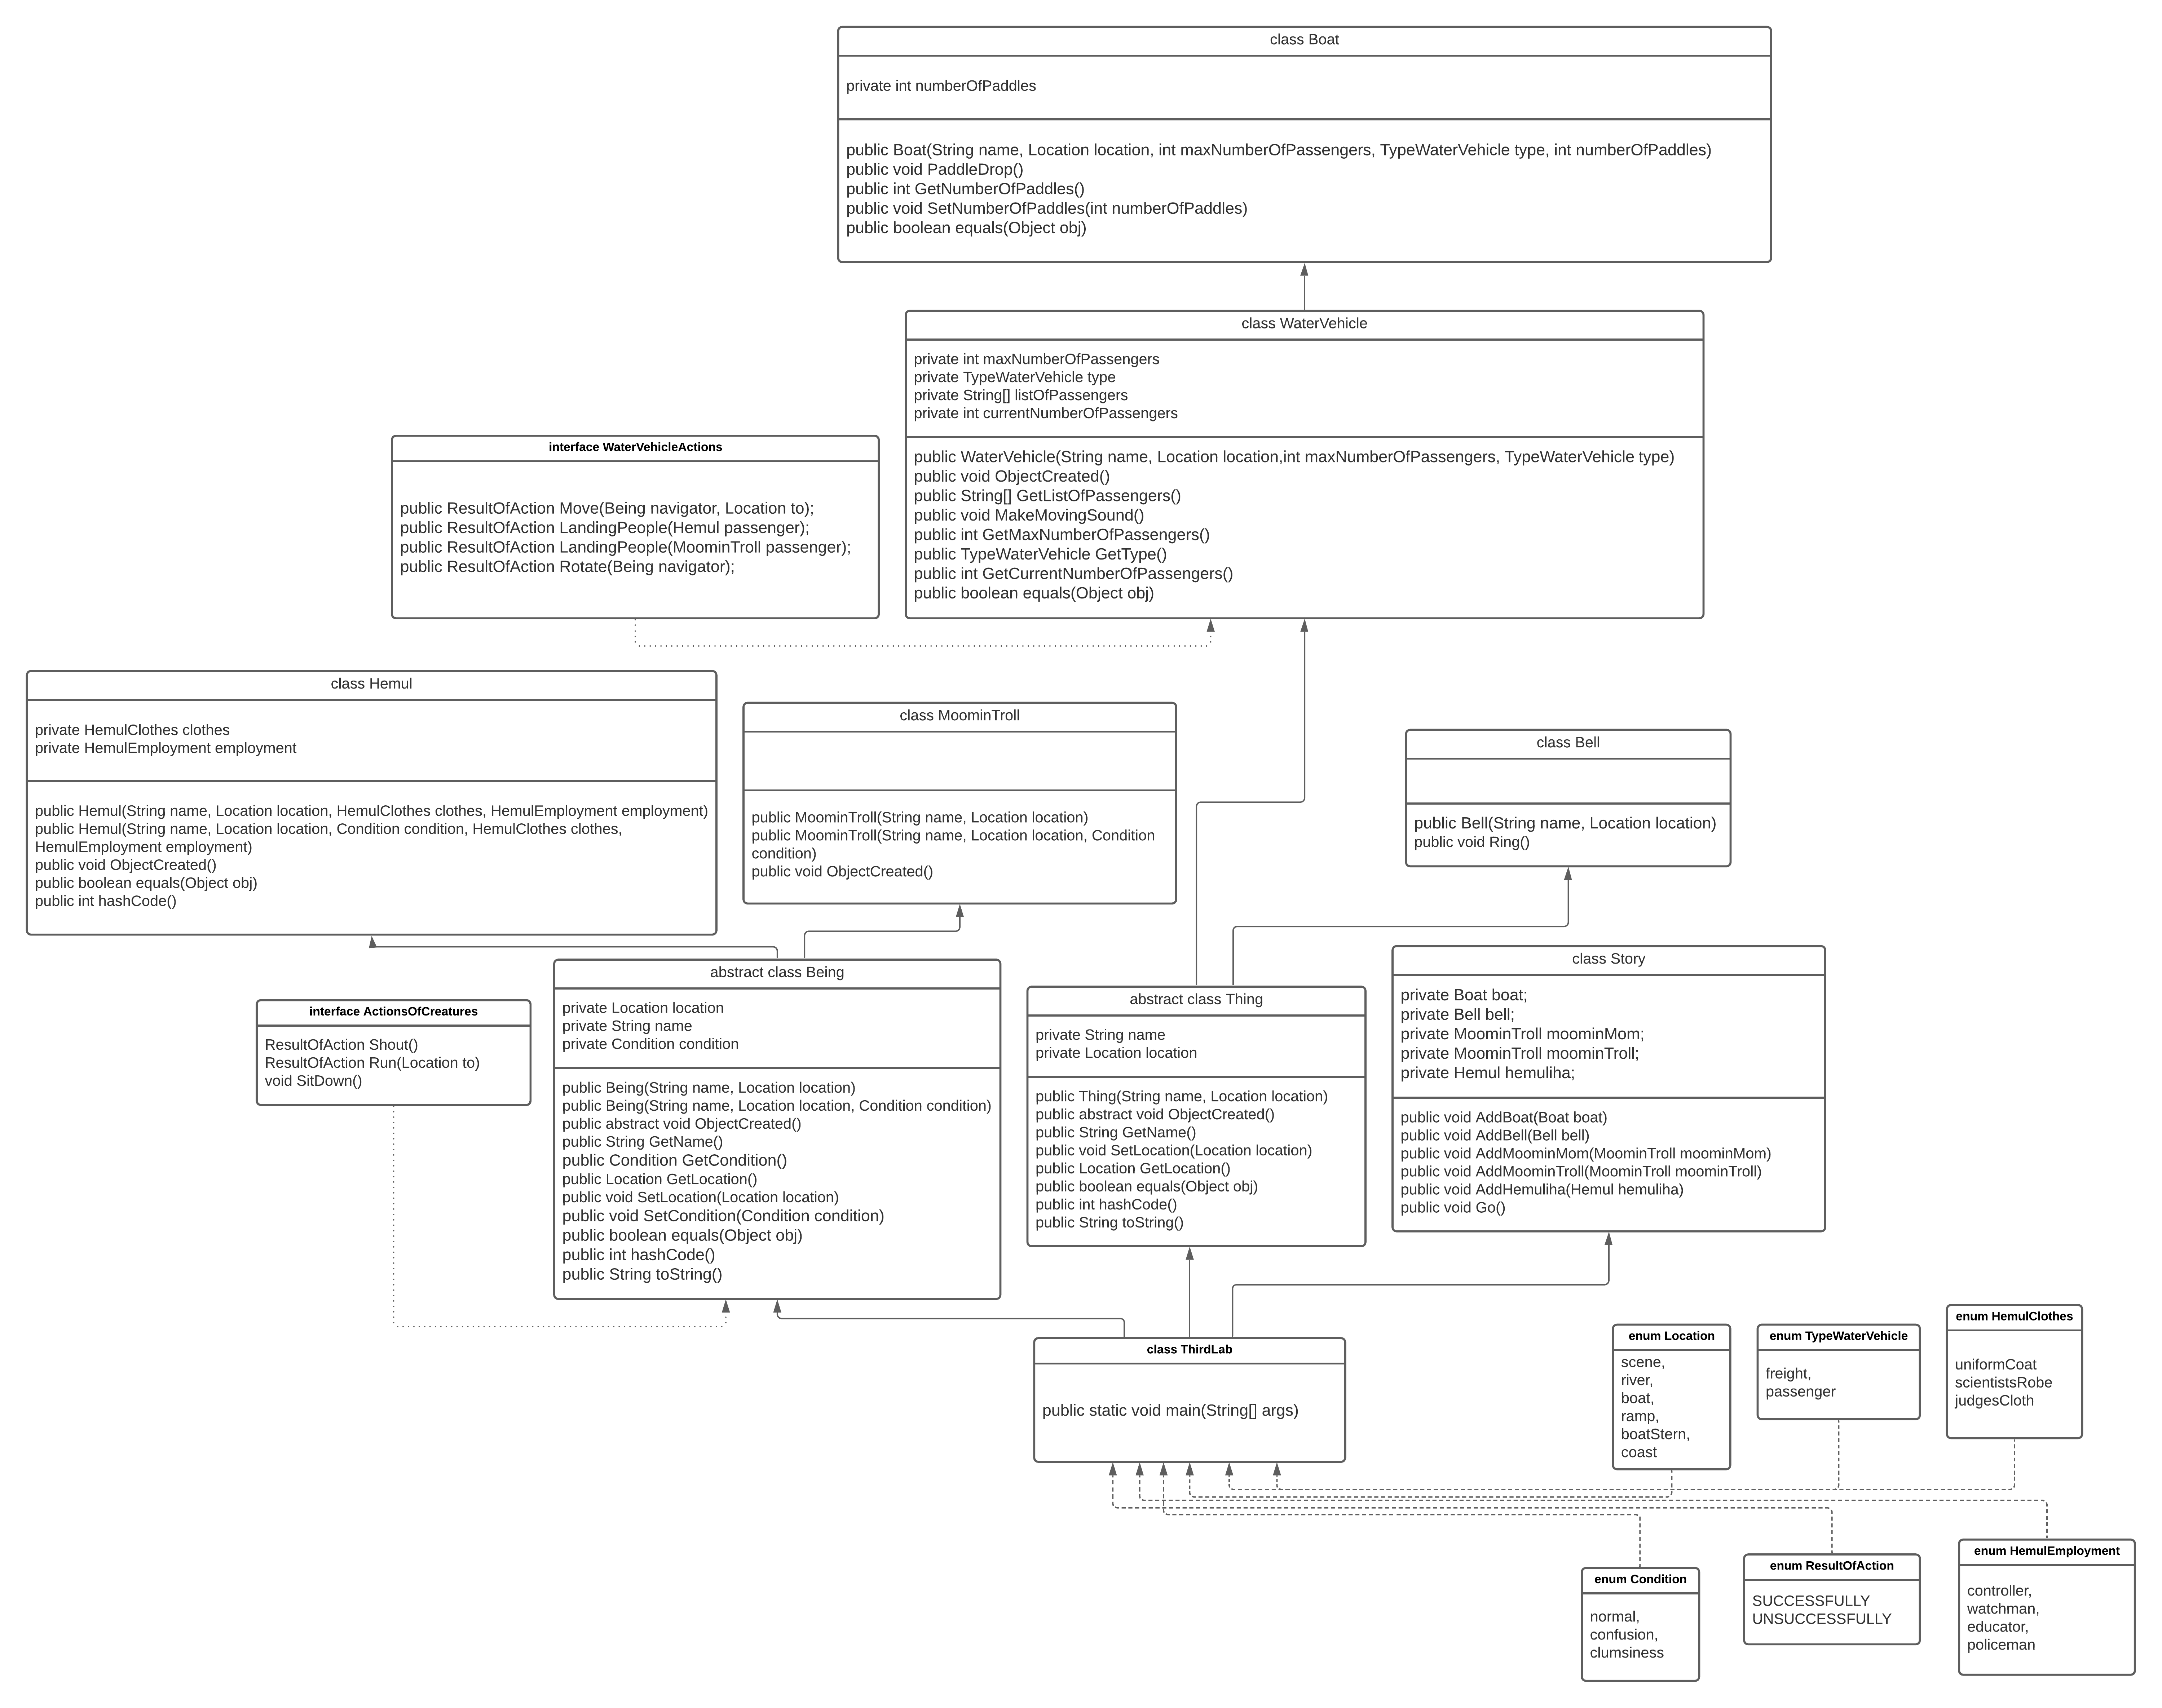 class Boat
private int numberOfPaddles
public Boat(String name, Location location, int maxNumberOfPassengers, TypeWaterVehicle type, int numberOfPaddles)
public void PaddleDrop()
public int GetNumberOfPaddles()
public void SetNumberOfPaddles(int numberOfPaddles)
public boolean equals(Object obj)
class WaterVehicle
private int maxNumberOfPassengers
private TypeWaterVehicle type
private String[] listOfPassengers
private int currentNumberOfPassengers
public WaterVehicle(String name, Location location,int maxNumberOfPassengers, TypeWaterVehicle type)
public void ObjectCreated()
public String[] GetListOfPassengers()
public void MakeMovingSound()
public int GetMaxNumberOfPassengers()
public TypeWaterVehicle GetType()
public int GetCurrentNumberOfPassengers()
public boolean equals(Object obj)
interface WaterVehicleActions
public ResultOfAction Move(Being navigator, Location to);
public ResultOfAction LandingPeople(Hemul passenger);
public ResultOfAction LandingPeople(MoominTroll passenger);
public ResultOfAction Rotate(Being navigator);
class Hemul
private HemulClothes clothes
private HemulEmployment employment
public Hemul(String name, Location location, HemulClothes clothes, HemulEmployment employment)
public Hemul(String name, Location location, Condition condition, HemulClothes clothes,
HemulEmployment employment)
public void ObjectCreated()
public boolean equals(Object obj)
public int hashCode()
class MoominTroll
public MoominTroll(String name, Location location)
public MoominTroll(String name, Location location, Condition
condition)
public void ObjectCreated()
class Bell
public Bell(String name, Location location)
public void Ring()
interface ActionsOfCreatures
ResultOfAction Shout()
ResultOfAction Run(Location to)
void SitDown()
abstract class Being
private Location location
private String name
private Condition condition
public Being(String name, Location location)
public Being(String name, Location location, Condition condition)
public abstract void ObjectCreated()
public String GetName()
public Condition GetCondition()
public Location GetLocation()
public void SetLocation(Location location)
public void SetCondition(Condition condition)
public boolean equals(Object obj)
public int hashCode()
public String toString()
abstract class Thing
private String name
private Location location
public Thing(String name, Location location)
public abstract void ObjectCreated()
public String GetName()
public void SetLocation(Location location)
public Location GetLocation()
public boolean equals(Object obj)
public int hashCode()
public String toString()
class Story
private Boat boat;
private Bell bell;
private MoominTroll moominMom;
private MoominTroll moominTroll;
private Hemul hemuliha;
public void AddBoat(Boat boat)
public void AddBell(Bell bell)
public void AddMoominMom(MoominTroll moominMom)
public void AddMoominTroll(MoominTroll moominTroll)
public void AddHemuliha(Hemul hemuliha)
public void Go()
class ThirdLab
public static void main(String[] args)
enum Location
scene,
river,
boat,
ramp,
boatStern,
coast
enum TypeWaterVehicle
freight,
passenger
enum HemulClothes
uniformCoat
scientistsRobe
judgesCloth
enum Condition
normal,
confusion,
clumsiness
enum ResultOfAction
SUCCESSFULLY
UNSUCCESSFULLY
enum HemulEmployment
controller,
watchman,
educator,
policeman